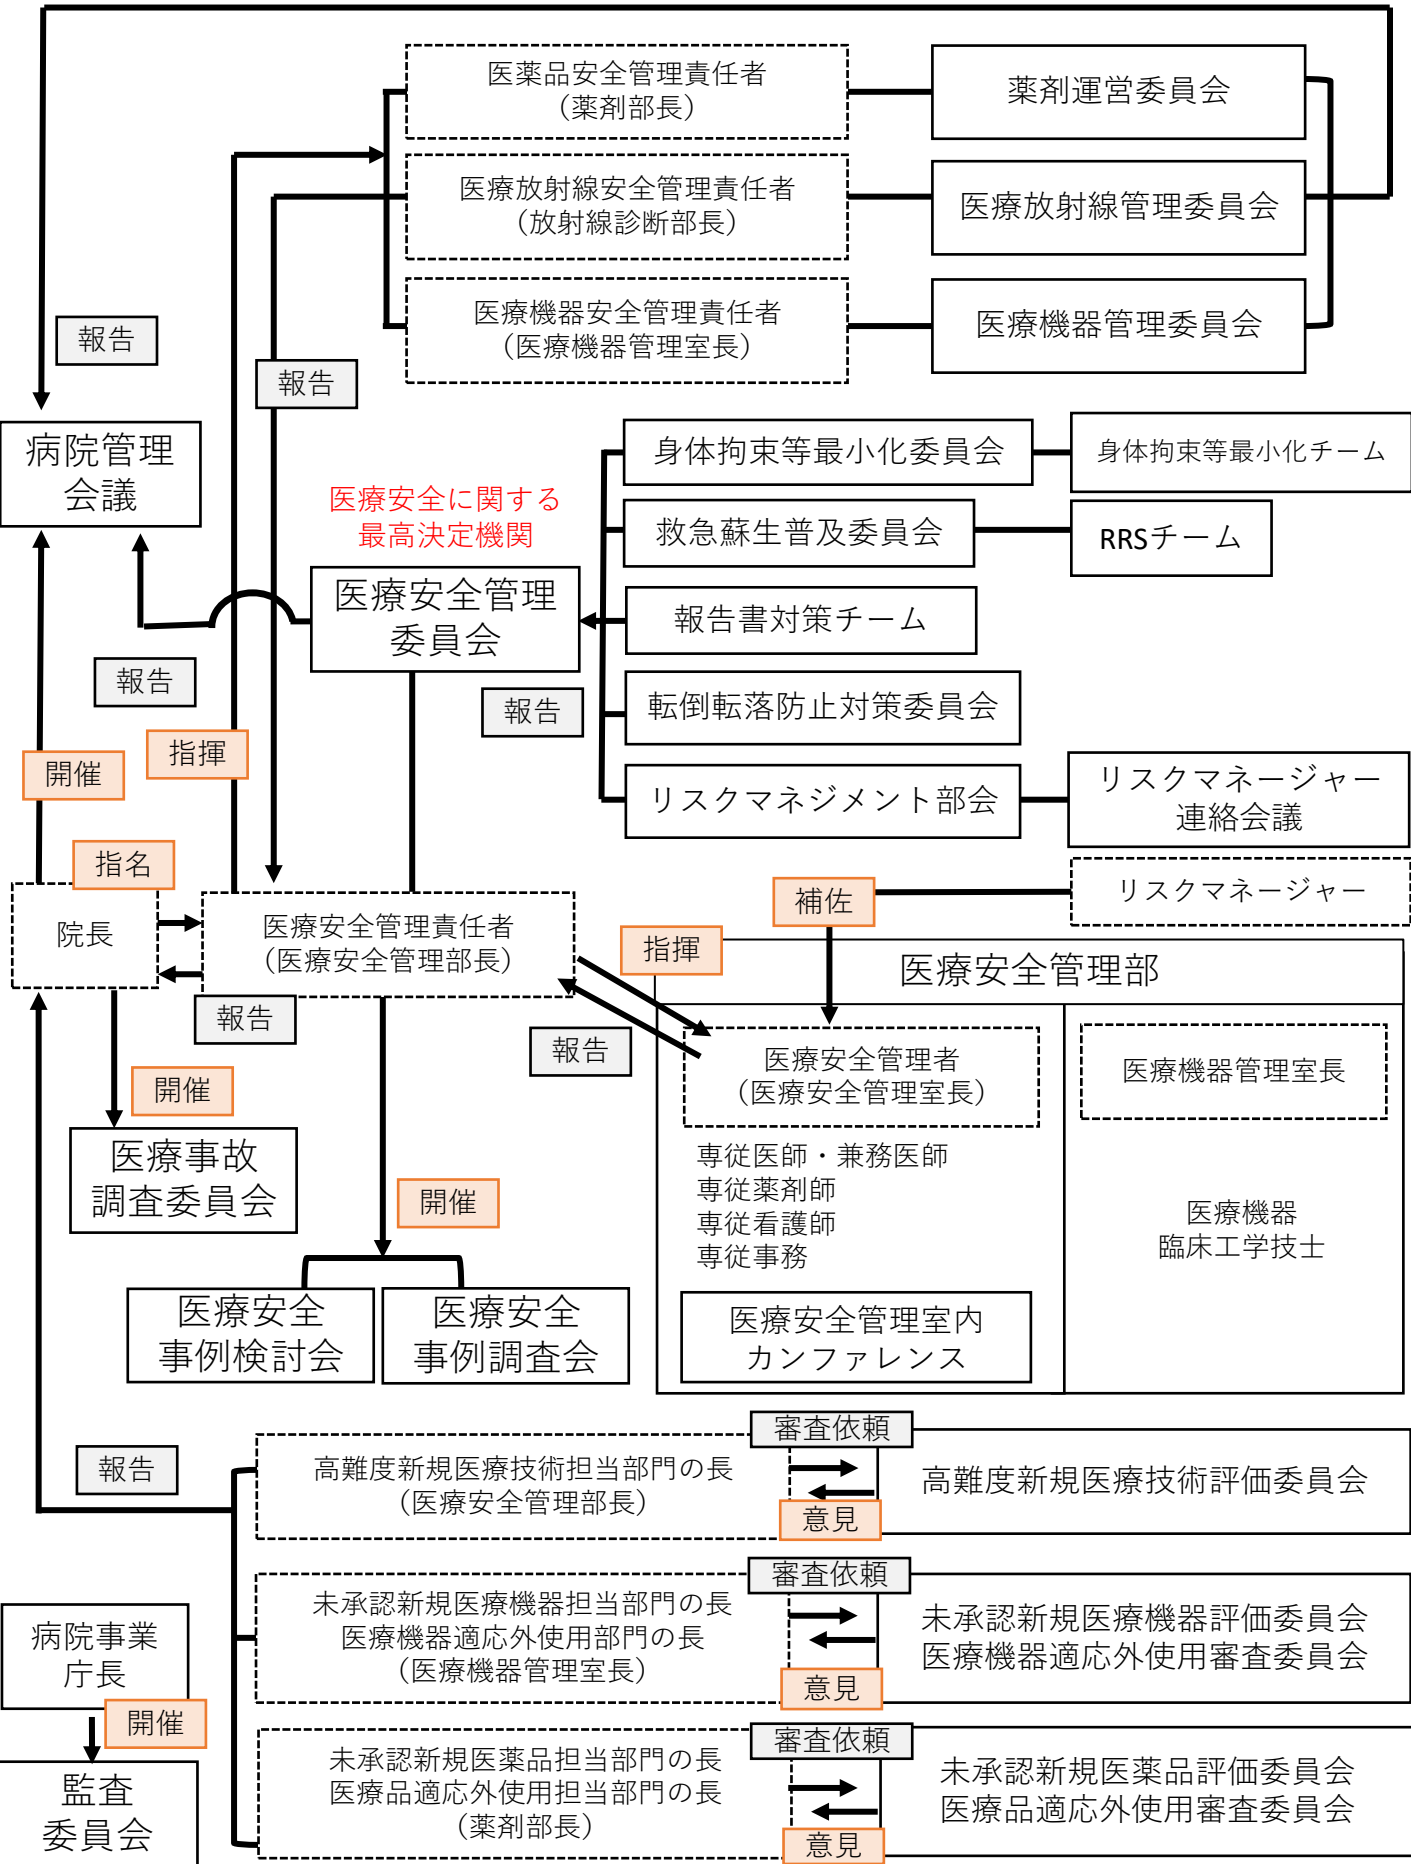 医薬品安全管理責任者
（薬剤部長）
薬剤運営委員会
医療放射線安全管理責任者
（放射線診断部長）
医療放射線管理委員会
医療機器安全管理責任者
（医療機器管理室長）
医療機器管理委員会
報告
報告
病院管理
会議
医療安全に関する
最高決定機関
医療安全管理
委員会
身体拘束等最小化委員会
身体拘束等最小化チーム
救急蘇生普及委員会
RRSチーム
報告書対策チーム
転倒転落防止対策委員会
リスクマネジメント部会
リスクマネージャー
連絡会議
報告
報告
開催
指揮
指名
院長
医療安全管理責任者
（医療安全管理部長）
報告
補佐
リスクマネージャー
指揮
報告
医療安全管理部
医療安全管理者
（医療安全管理室長）
専従医師・兼務医師
専従薬剤師
専従看護師
専従事務
医療安全管理室内
カンファレンス
医療機器管理室長
医療機器
臨床工学技士
開催
医療事故
調査委員会
開催
医療安全
事例検討会
医療安全
事例調査会
報告
高難度新規医療技術担当部門の長
（医療安全管理部長）
審査依頼
意見
高難度新規医療技術評価委員会
未承認新規医療機器担当部門の長
医療機器適応外使用部門の長
（医療機器管理室長）
審査依頼
意見
未承認新規医療機器評価委員会
医療機器適応外使用審査委員会
病院事業
庁長
開催
監査
委員会
未承認新規医薬品担当部門の長
医療品適応外使用担当部門の長
（薬剤部長）
審査依頼
意見
未承認新規医薬品評価委員会
医療品適応外使用審査委員会